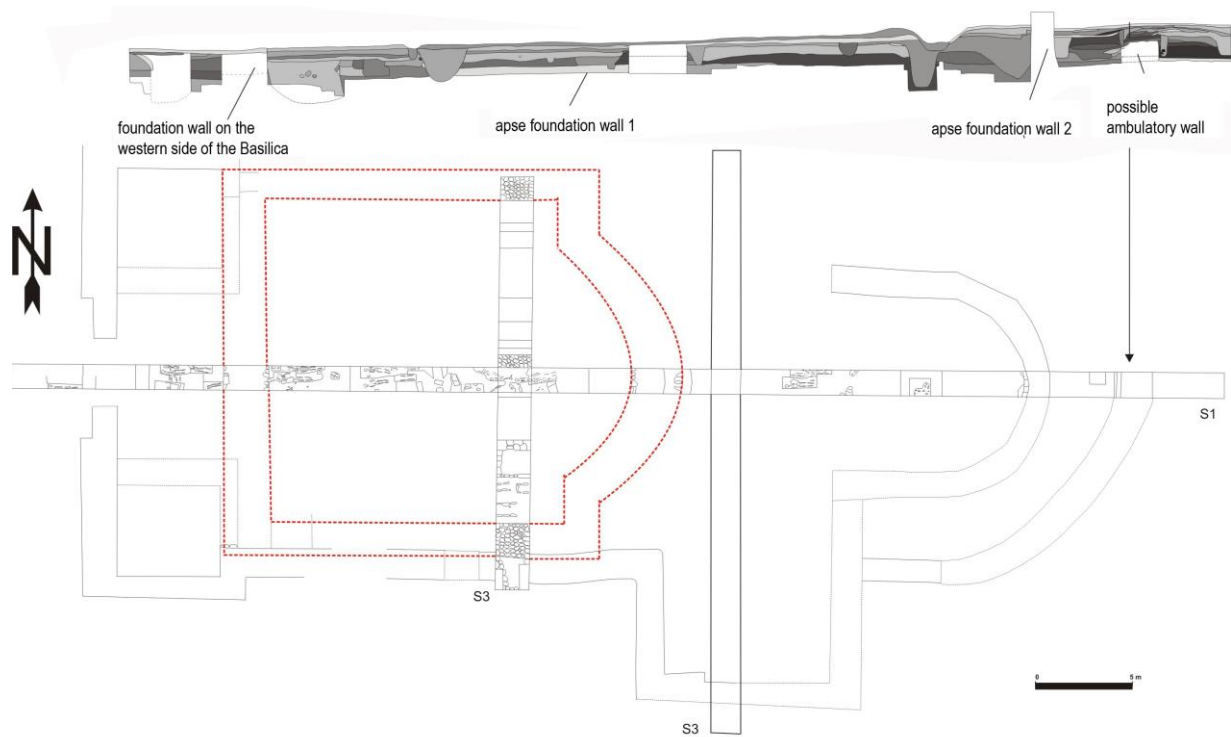 foundation wall on the
western side of the Basilica
apse foundation wall 1
apse foundation wall 2
possible
ambulatory wall
N
S1
S3
S3
0 5 m